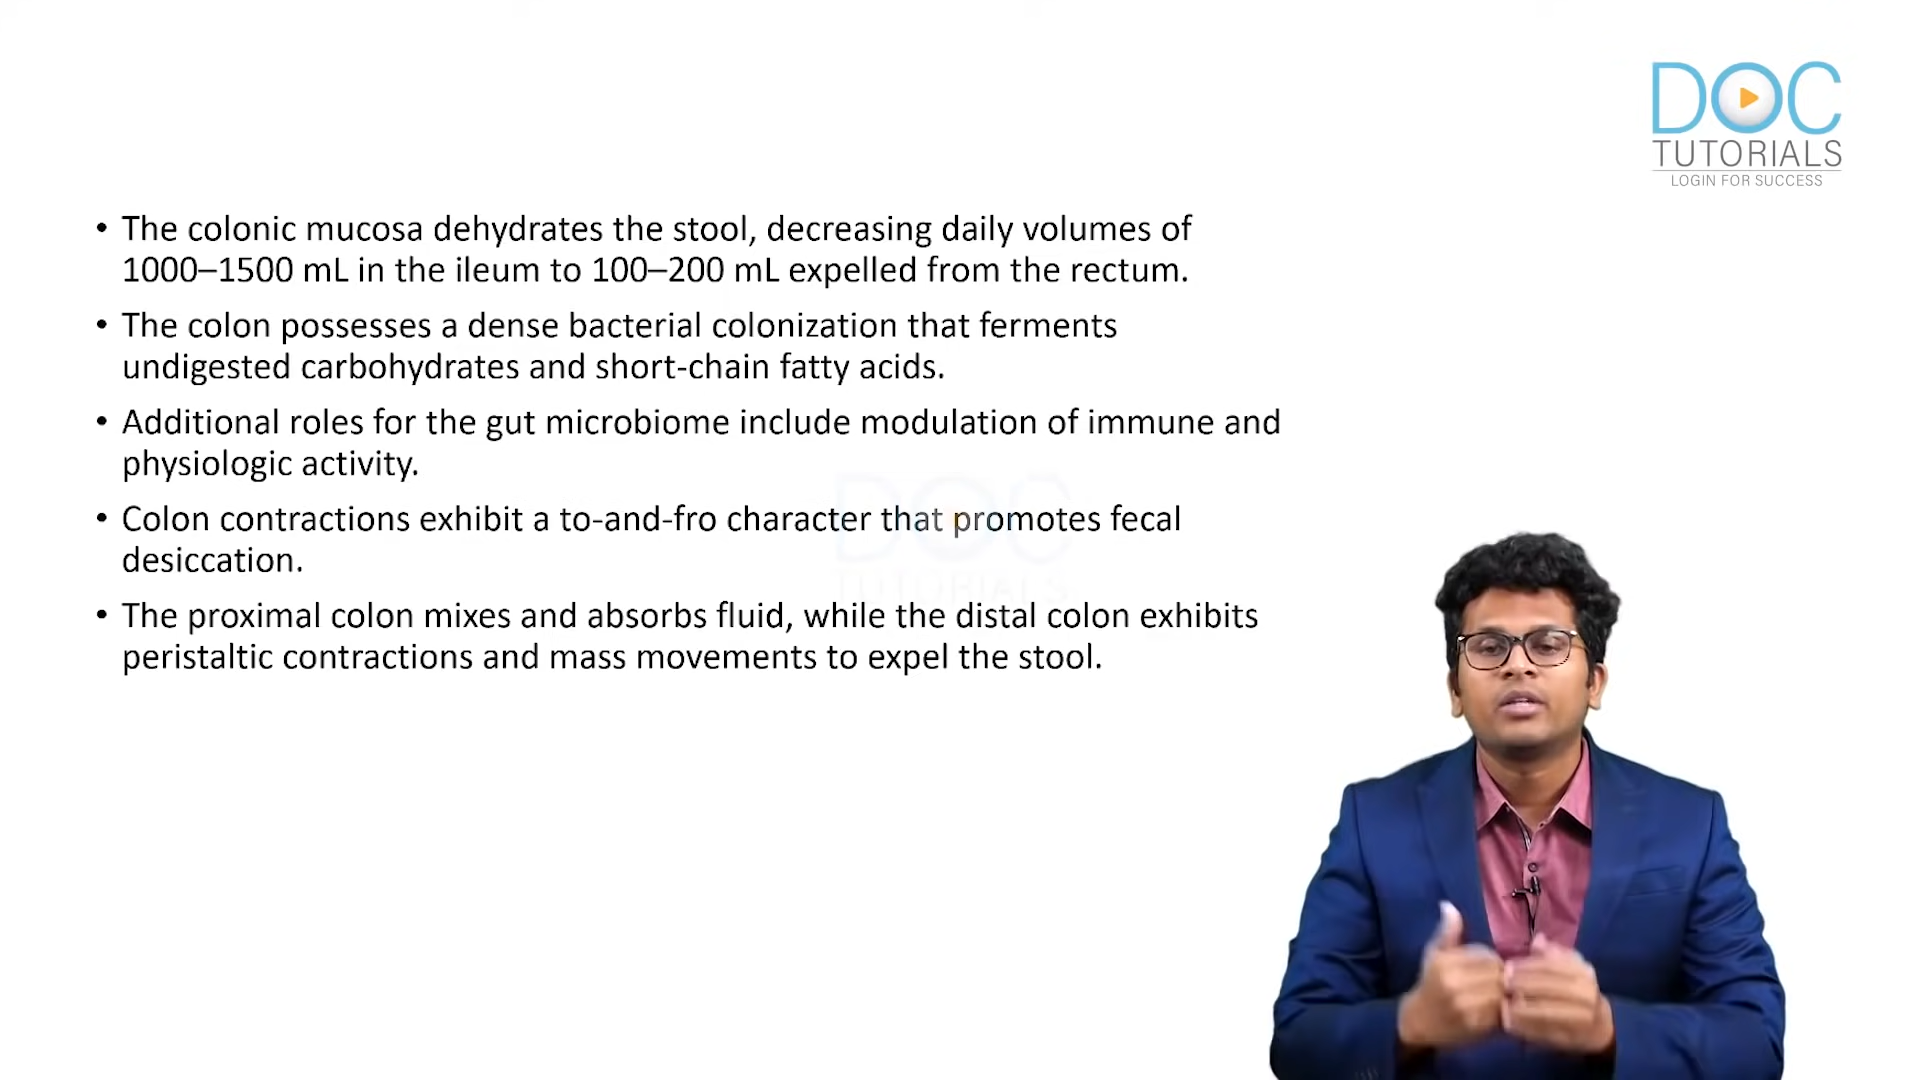 DOC
TUTORIALS
LOGIN FOR SUCCESS
• The colonic mucosa dehydrates the stool, decreasing daily volumes of
1000–1500 mL in the ileum to 100–200 mL expelled from the rectum.
• The colon possesses a dense bacterial colonization that ferments
undigested carbohydrates and short-chain fatty acids.
• Additional roles for the gut microbiome include modulation of immune and
physiologic activity.
• Colon contractions exhibit a to-and-fro character that promotes fecal
desiccation.
• The proximal colon mixes and absorbs fluid, while the distal colon exhibits
peristaltic contractions and mass movements to expel the stool.
DOC
TUTORIALS